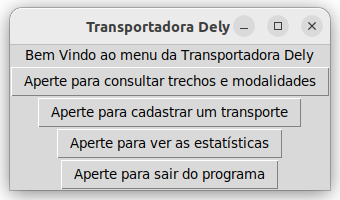 Transportadora Dely
Bem Vindo ao menu da Transportadora Dely
Aperte para consultar trechos e modalidades
Aperte para cadastrar um transporte
Aperte para ver as estatísticas
Aperte para sair do programa